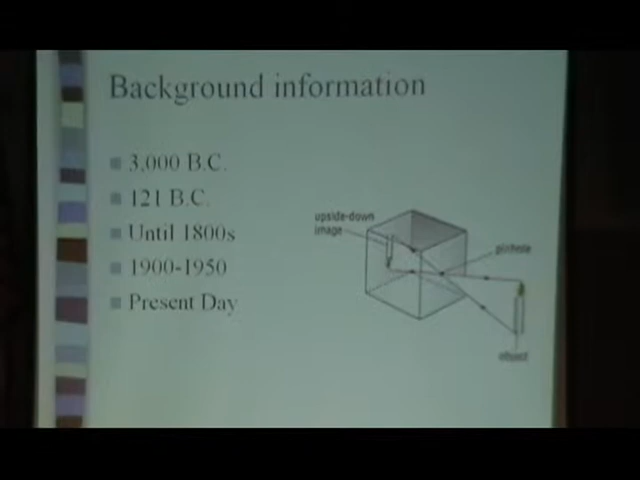 Background information
3,000 B.C.
121 B.C.
Until 1800s
1900-1950
Present Day
upside-down
image
pinhole
object